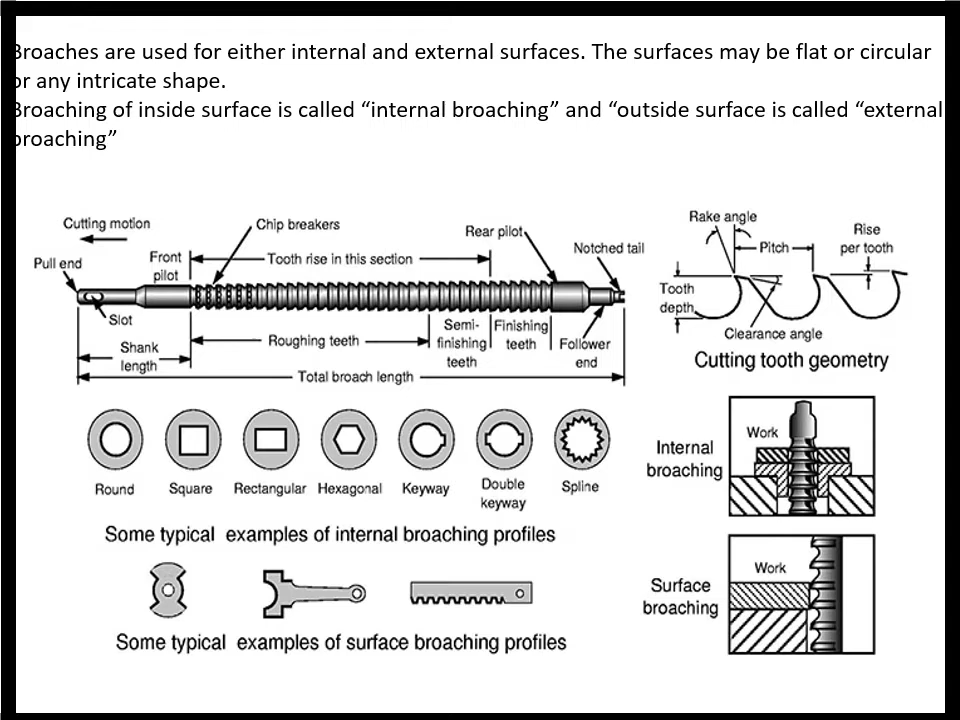 Broaches are used for either internal and external surfaces. The surfaces may be flat or circular
or any intricate shape.
Broaching of inside surface is called “internal broaching” and “outside surface is called “external
broaching”
Cutting motion
Chip breakers
Rear pilot
Notched tail
Pull end
Front
pilot
Tooth rise in this section
Slot
Shank
length
Roughing teeth
Semi-
finishing
teeth
Finishing
teeth
Follower
end
Total broach length
Rake angle
Pitch
Rise
per tooth
Tooth
depth
Clearance angle
Cutting tooth geometry
Round
Square
Rectangular
Hexagonal
Keyway
Double
keyway
Spline
Some typical examples of internal broaching profiles
Internal
broaching
Work
Surface
broaching
Work
Some typical examples of surface broaching profiles